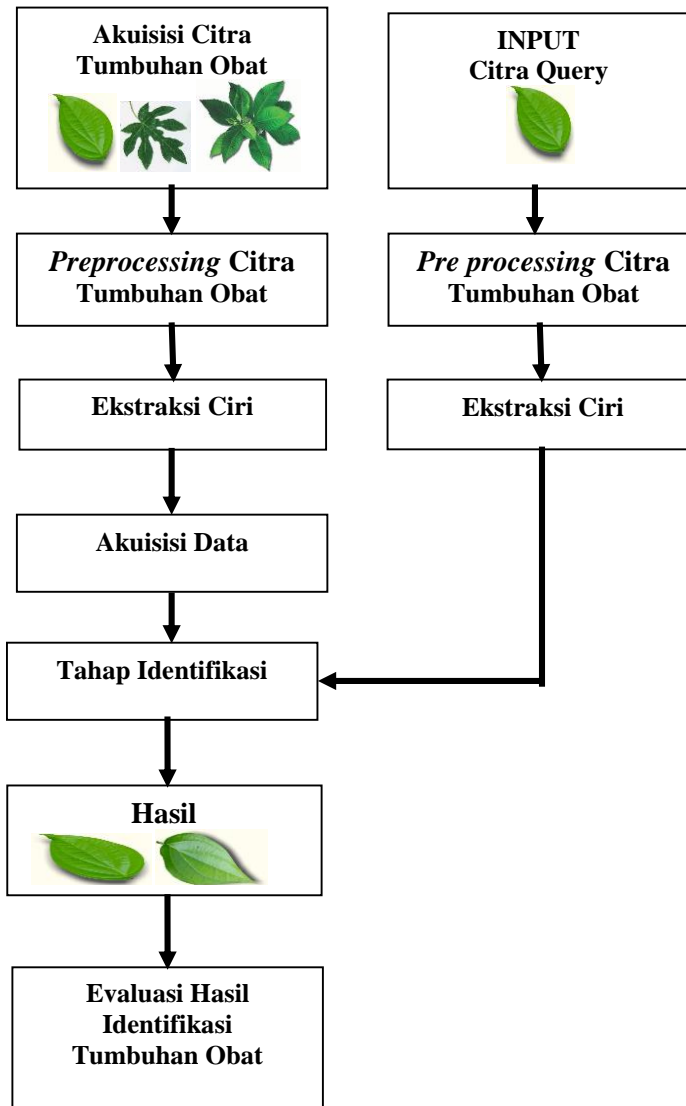 Akuisisi Citra
Tumbuhan Obat
INPUT
Citra Query
Preprocessing Citra
Tumbuhan Obat
Pre processing Citra
Tumbuhan Obat
Ekstraksi Ciri
Ekstraksi Ciri
Akuisisi Data
Tahap Identifikasi
Hasil
Evaluasi Hasil
Identifikasi
Tumbuhan Obat